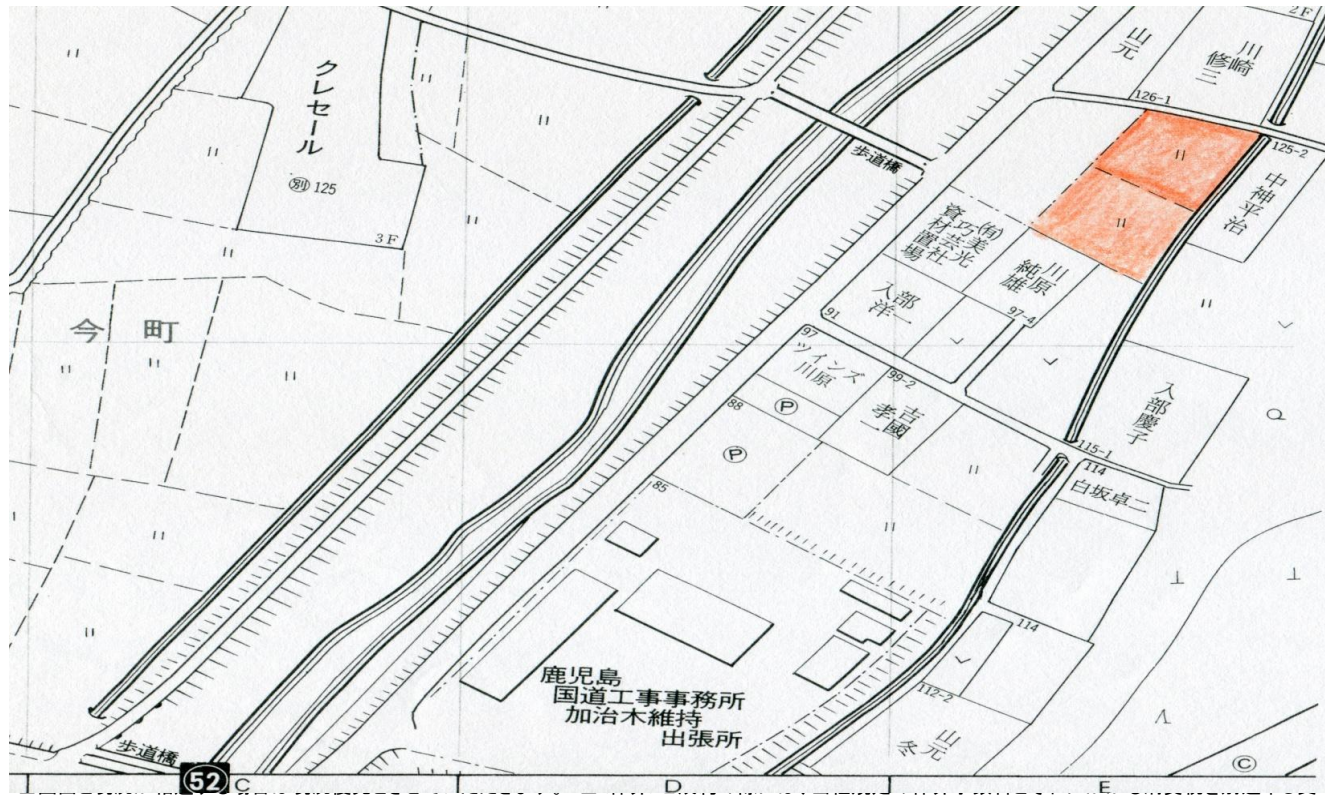 クレセール
別 125
3F
今町
山元
川崎
修三
2F
126-1
125-2
中神平治
歩道橋
(有)美光
巧芸社
資材置場
川原
純雄
97-4
入部
洋一
91
97
ツインズ
川原
99-2
吉國
孝一
88
P
P
85
入部慶子
115-1
114
白坂卓二
114
112-2
山元
冬
鹿児島
国道工事事務所
加治木維持
出張所
歩道橋
52
C
D
E
C